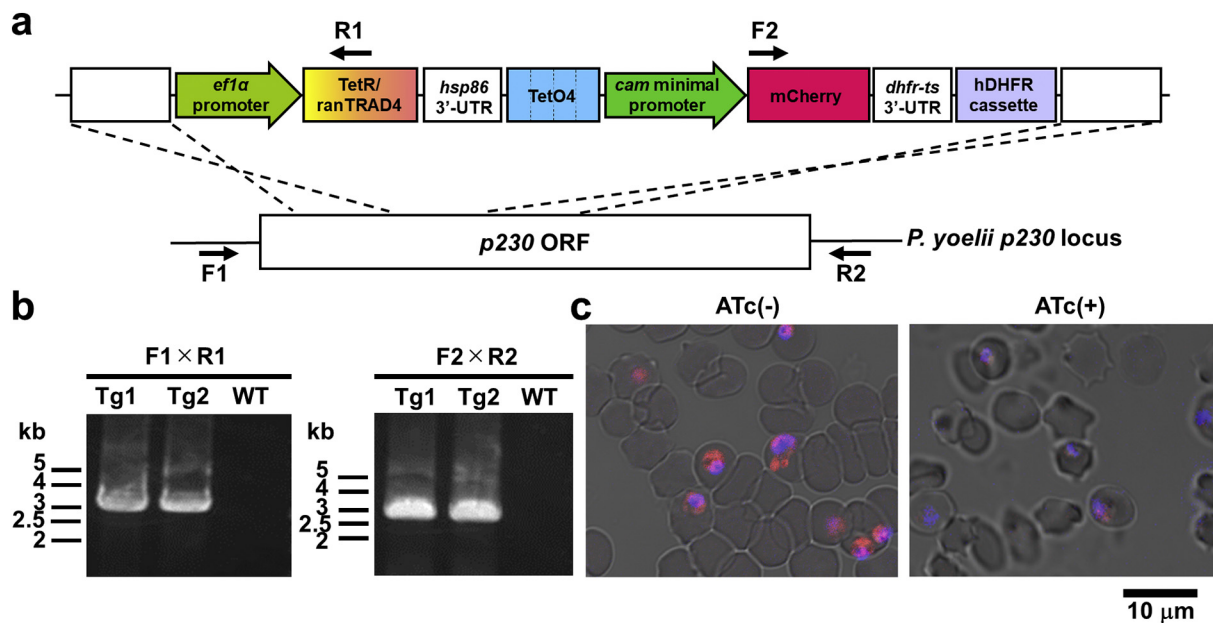 a
R1
F2
ef1α
promoter
TetR/
ranTRAD4
hsp86
3’-UTR
TetO4
cam minimal
promoter
mCherry
dhfr-ts
3’-UTR
hDHFR
cassette
p230 ORF
P. yoelii p230 locus
F1
R2
b
F1×R1
Tg1 Tg2 WT
kb
5
4
3
2.5
2
F2×R2
Tg1 Tg2 WT
kb
5
4
3
2.5
2
c
ATc(-)
ATc(+)
10 μm